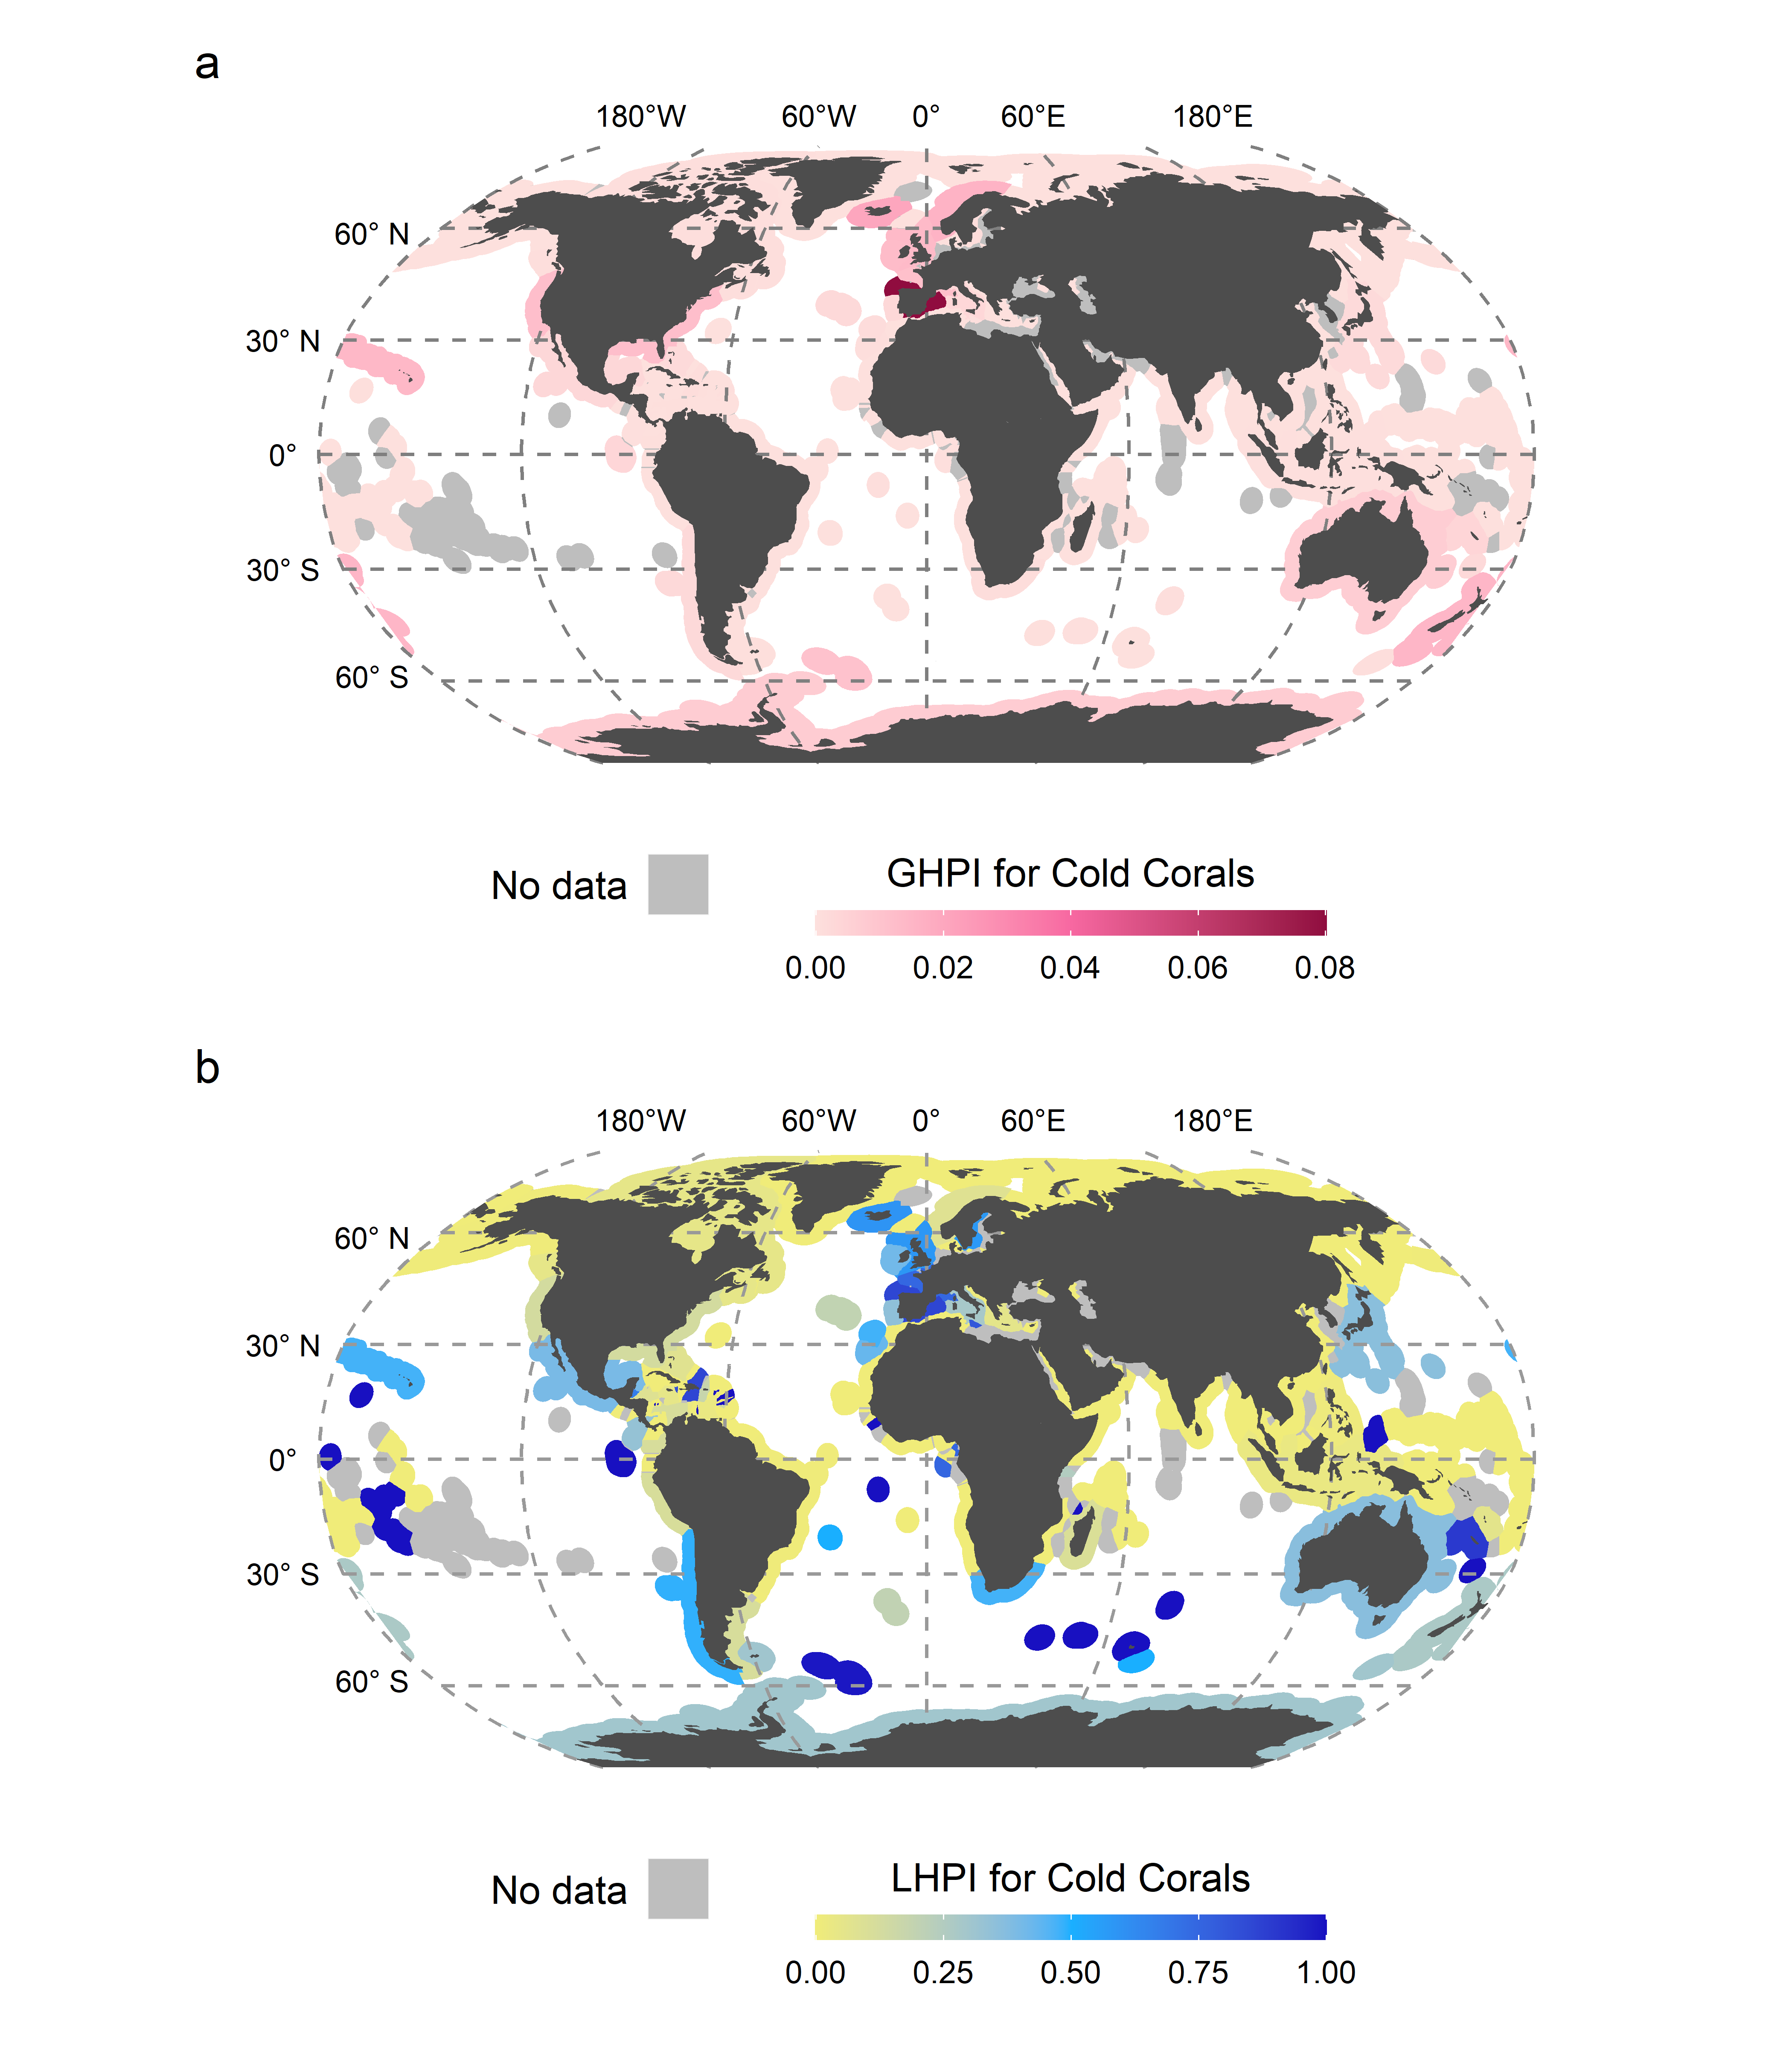 a
180°W 60°W 0° 60°E 180°E
60° N
30° N
0°
30° S
60° S
No data
GHPI for Cold Corals
0.00 0.02 0.04 0.06 0.08
b
180°W 60°W 0° 60°E 180°E
60° N
30° N
0°
30° S
60° S
No data
LHPI for Cold Corals
0.00 0.25 0.50 0.75 1.00